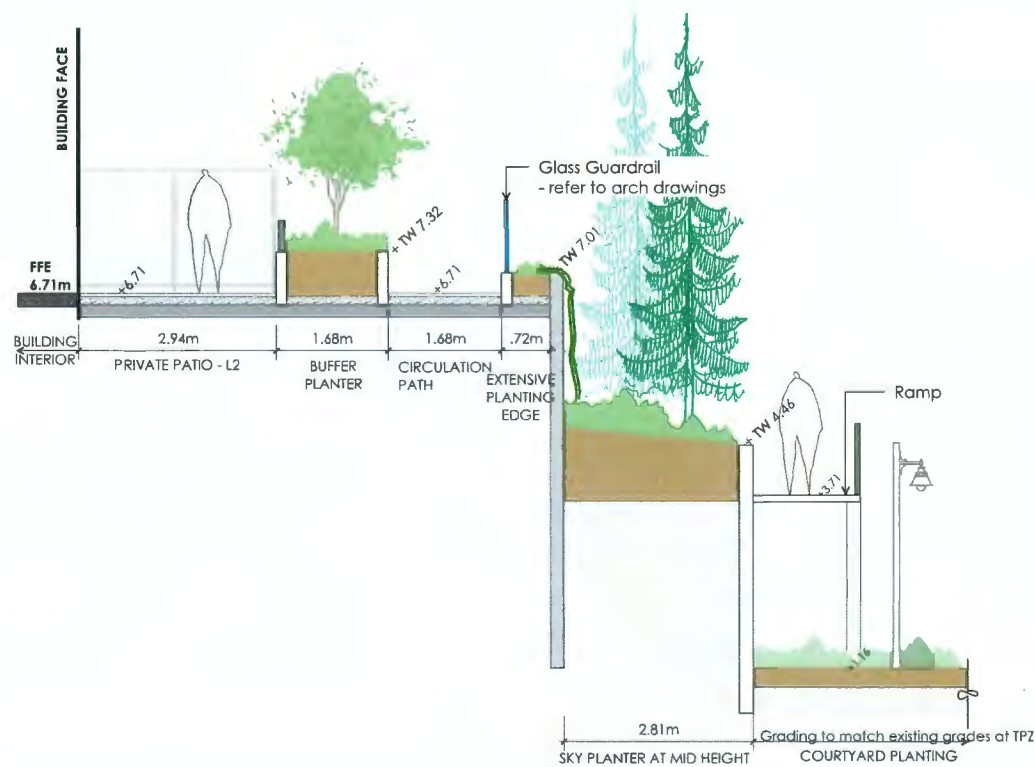 BUILDING FACE
Glass Guardrail
- refer to arch drawings
+ TW 7.32
TW 7.01
FFE
6.71m
+6.71
+6.71
2.94m
1.68m
1.68m
.72m
BUILDING
INTERIOR
PRIVATE PATIO - L2
BUFFER
PLANTER
CIRCULATION
PATH
EXTENSIVE
PLANTING
EDGE
+ TW 4.46
Ramp
+3.71
2.81m
Grading to match existing grades at TPZ
SKY PLANTER AT MID HEIGHT
COURTYARD PLANTING